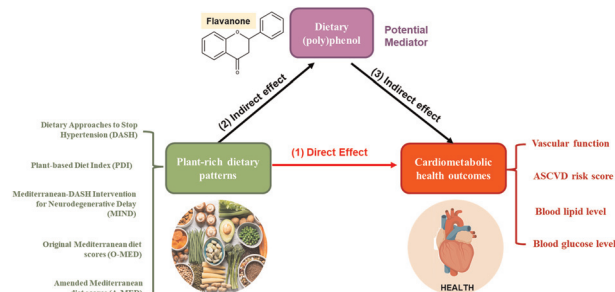 Flavanone
O
O
Dietary
(poly)phenol
Potential
Mediator
(2) Indirect effect
(3) Indirect effect
Dietary Approaches to Stop
Hypertension (DASH)
Plant-based Diet Index (PDI)
Mediterranean-DASH Intervention
for Neurodegenerative Delay
(MIND)
Original Mediterranean diet
scores (O-MED)
Amended Mediterranean
diet scores (A-MED)
Plant-rich dietary
patterns
(1) Direct Effect
Cardiometabolic
health outcomes
Vascular function
ASCVD risk score
Blood lipid level
Blood glucose level
HEALTH